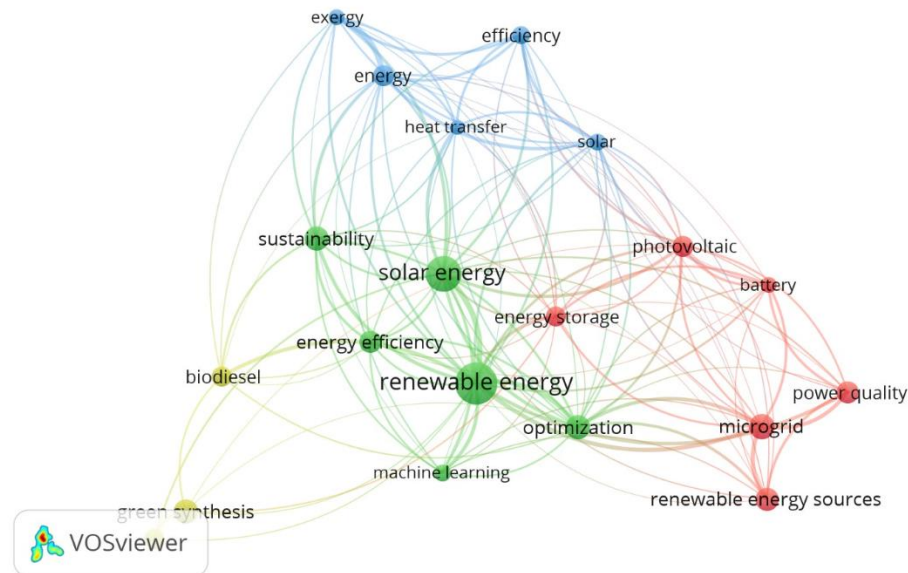 exergy
efficiency
energy
heat transfer
solar
sustainability
photovoltaic
solar energy
battery
energy storage
energy efficiency
biodiesel
renewable energy
power quality
optimization
microgrid
machine learning
renewable energy sources
green synthesis
VOSviewer